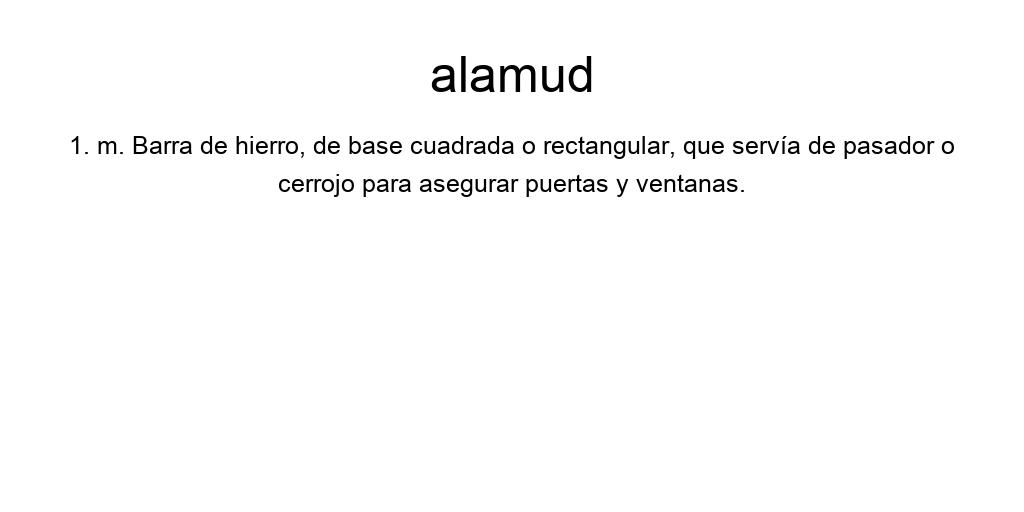 alamud
1. m. Barra de hierro, de base cuadrada o rectangular, que servía de pasador o
cerrojo para asegurar puertas y ventanas.